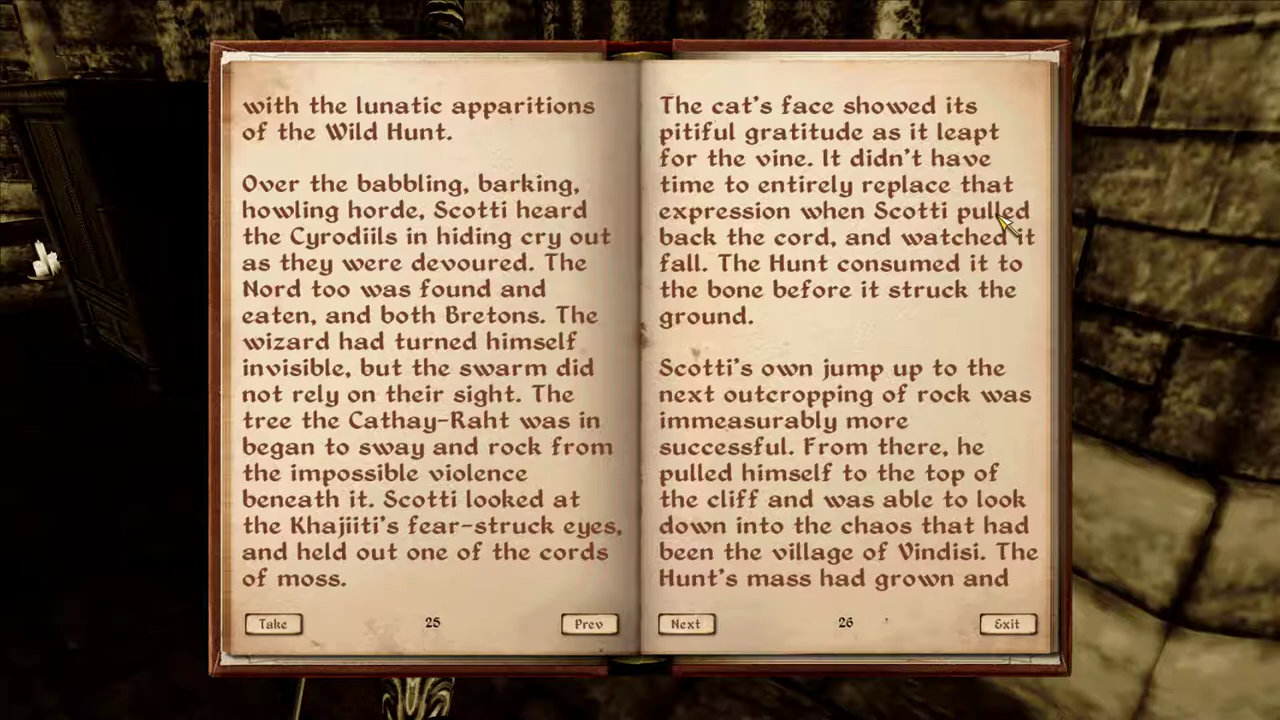 with the lunatic apparitions
of the Wild Hunt.
Over the babbling, barking,
howling horde, Scotti heard
the Cyrodiils in hiding cry out
as they were devoured. The
Nord too was found and
eaten, and both Bretons. The
wizard had turned himself
invisible, but the swarm did
not rely on their sight. The
tree the Cathay-Raht was in
began to sway and rock from
the impossible violence
beneath it. Scotti looked at
the Khajiiti's fear-struck eyes,
and held out one of the cords
of moss.
Take
25
Prev
The cat's face showed its
pitiful gratitude as it leapt
for the vine. It didn't have
time to entirely replace that
expression when Scotti pulled
back the cord, and watched it
fall. The Hunt consumed it to
the bone before it struck the
ground.
Scotti's own jump up to the
next outcropping of rock was
immeasurably more
successful. From there, he
pulled himself to the top of
the cliff and was able to look
down into the chaos that had
been the village of Vindisi. The
Hunt's mass had grown and
Next
26
Exit